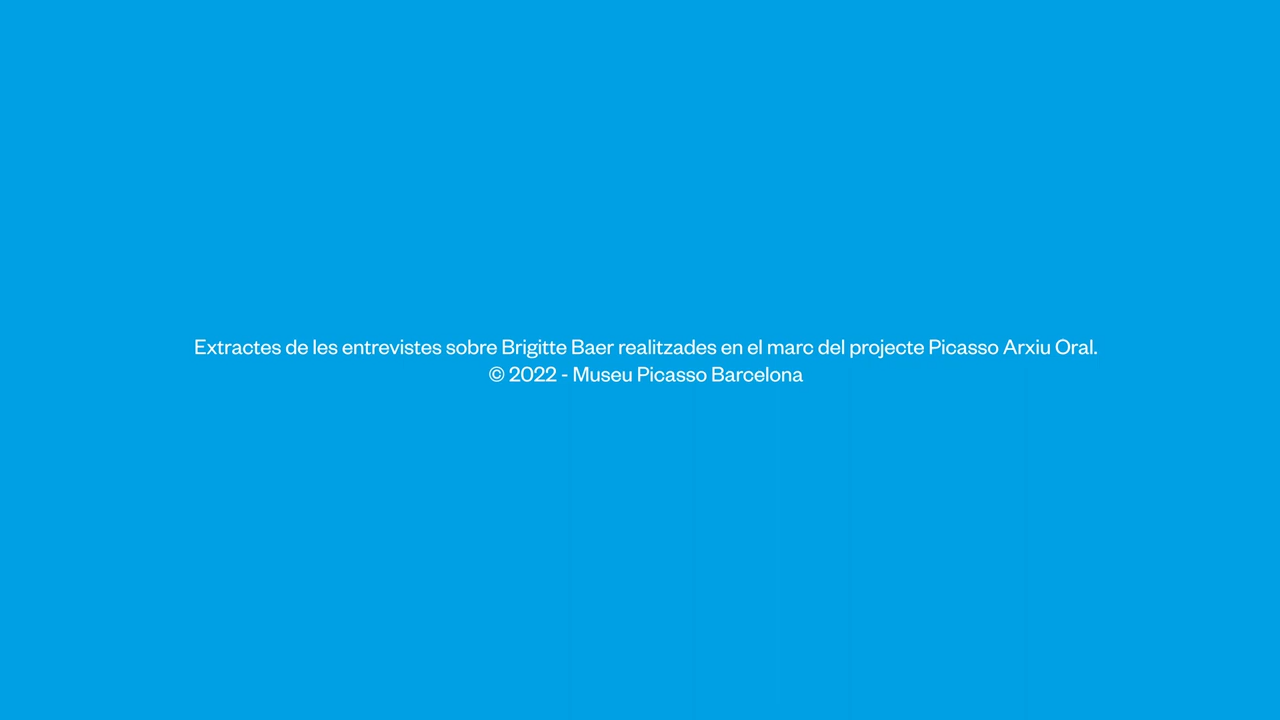 Extractes de les entrevistes sobre Brigitte Baer realitzades en el marc del projecte Picasso Arxiu Oral.
© 2022 - Museu Picasso Barcelona